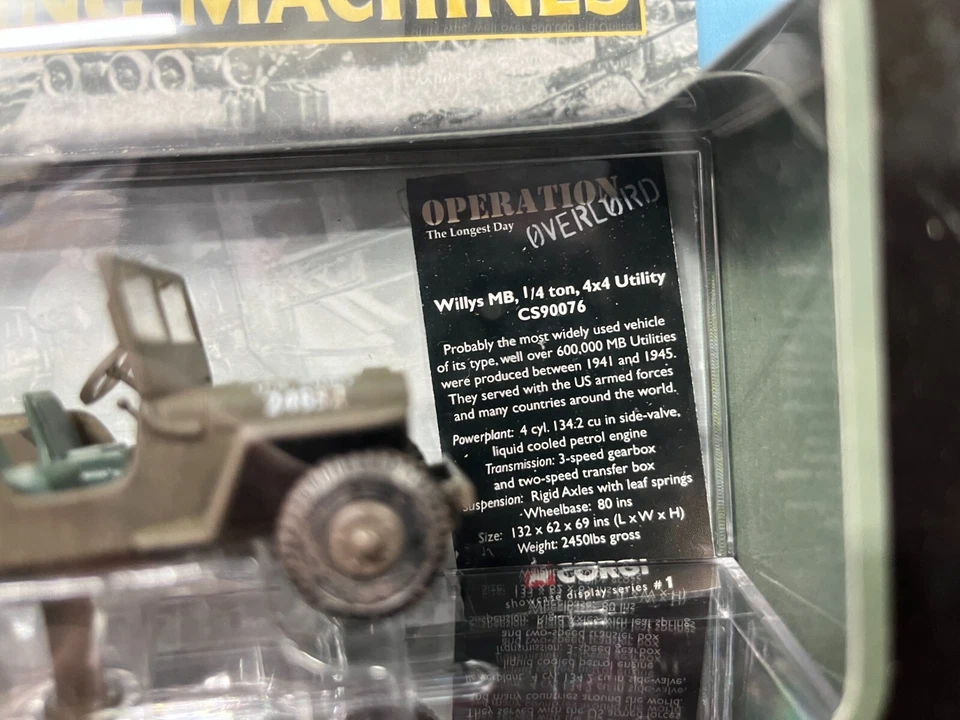 NG MACHINES
OPERATION
OVERLORD
The Longest Day
Willys MB, 1/4 ton, 4x4 Utility
CS90076
Probably the most widely used vehicle
of its type, well over 600,000 MB Utilities
were produced between 1941 and 1945.
They served with the US armed forces
and many countries around the world.
Powerplant: 4 cyl. 134.2 cu in side-valve,
liquid cooled petrol engine
Transmission: 3-speed gearbox
and two-speed transfer box
uspension: Rigid Axles with leaf springs
Wheelbase: 80 ins
Size: 132 x 62 x 69 ins (L x W x H)
Weight: 2450lbs gross
CORGI
showcase display series #1